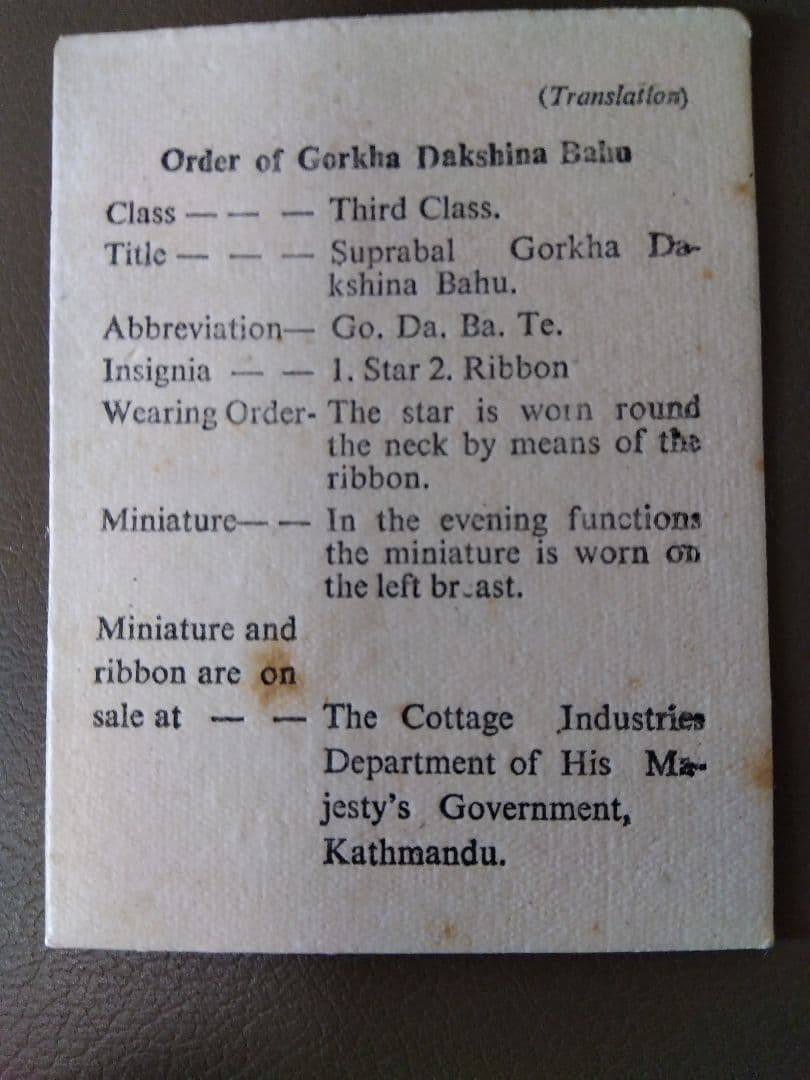 (Translation)
Order of Gorkha Dakshina Bahu
Class — — — Third Class.
Title — — — Suprabal Gorkha Da-
kshina Bahu.
Abbreviation— Go. Da. Ba. Te.
Insignia — — 1. Star 2. Ribbon
Wearing Order- The star is worn round
the neck by means of the
ribbon.
Miniature— — In the evening functions
the miniature is worn on
the left breast.
Miniature and
ribbon are on
sale at — — The Cottage Industries
Department of His Ma-
jesty's Government,
Kathmandu.